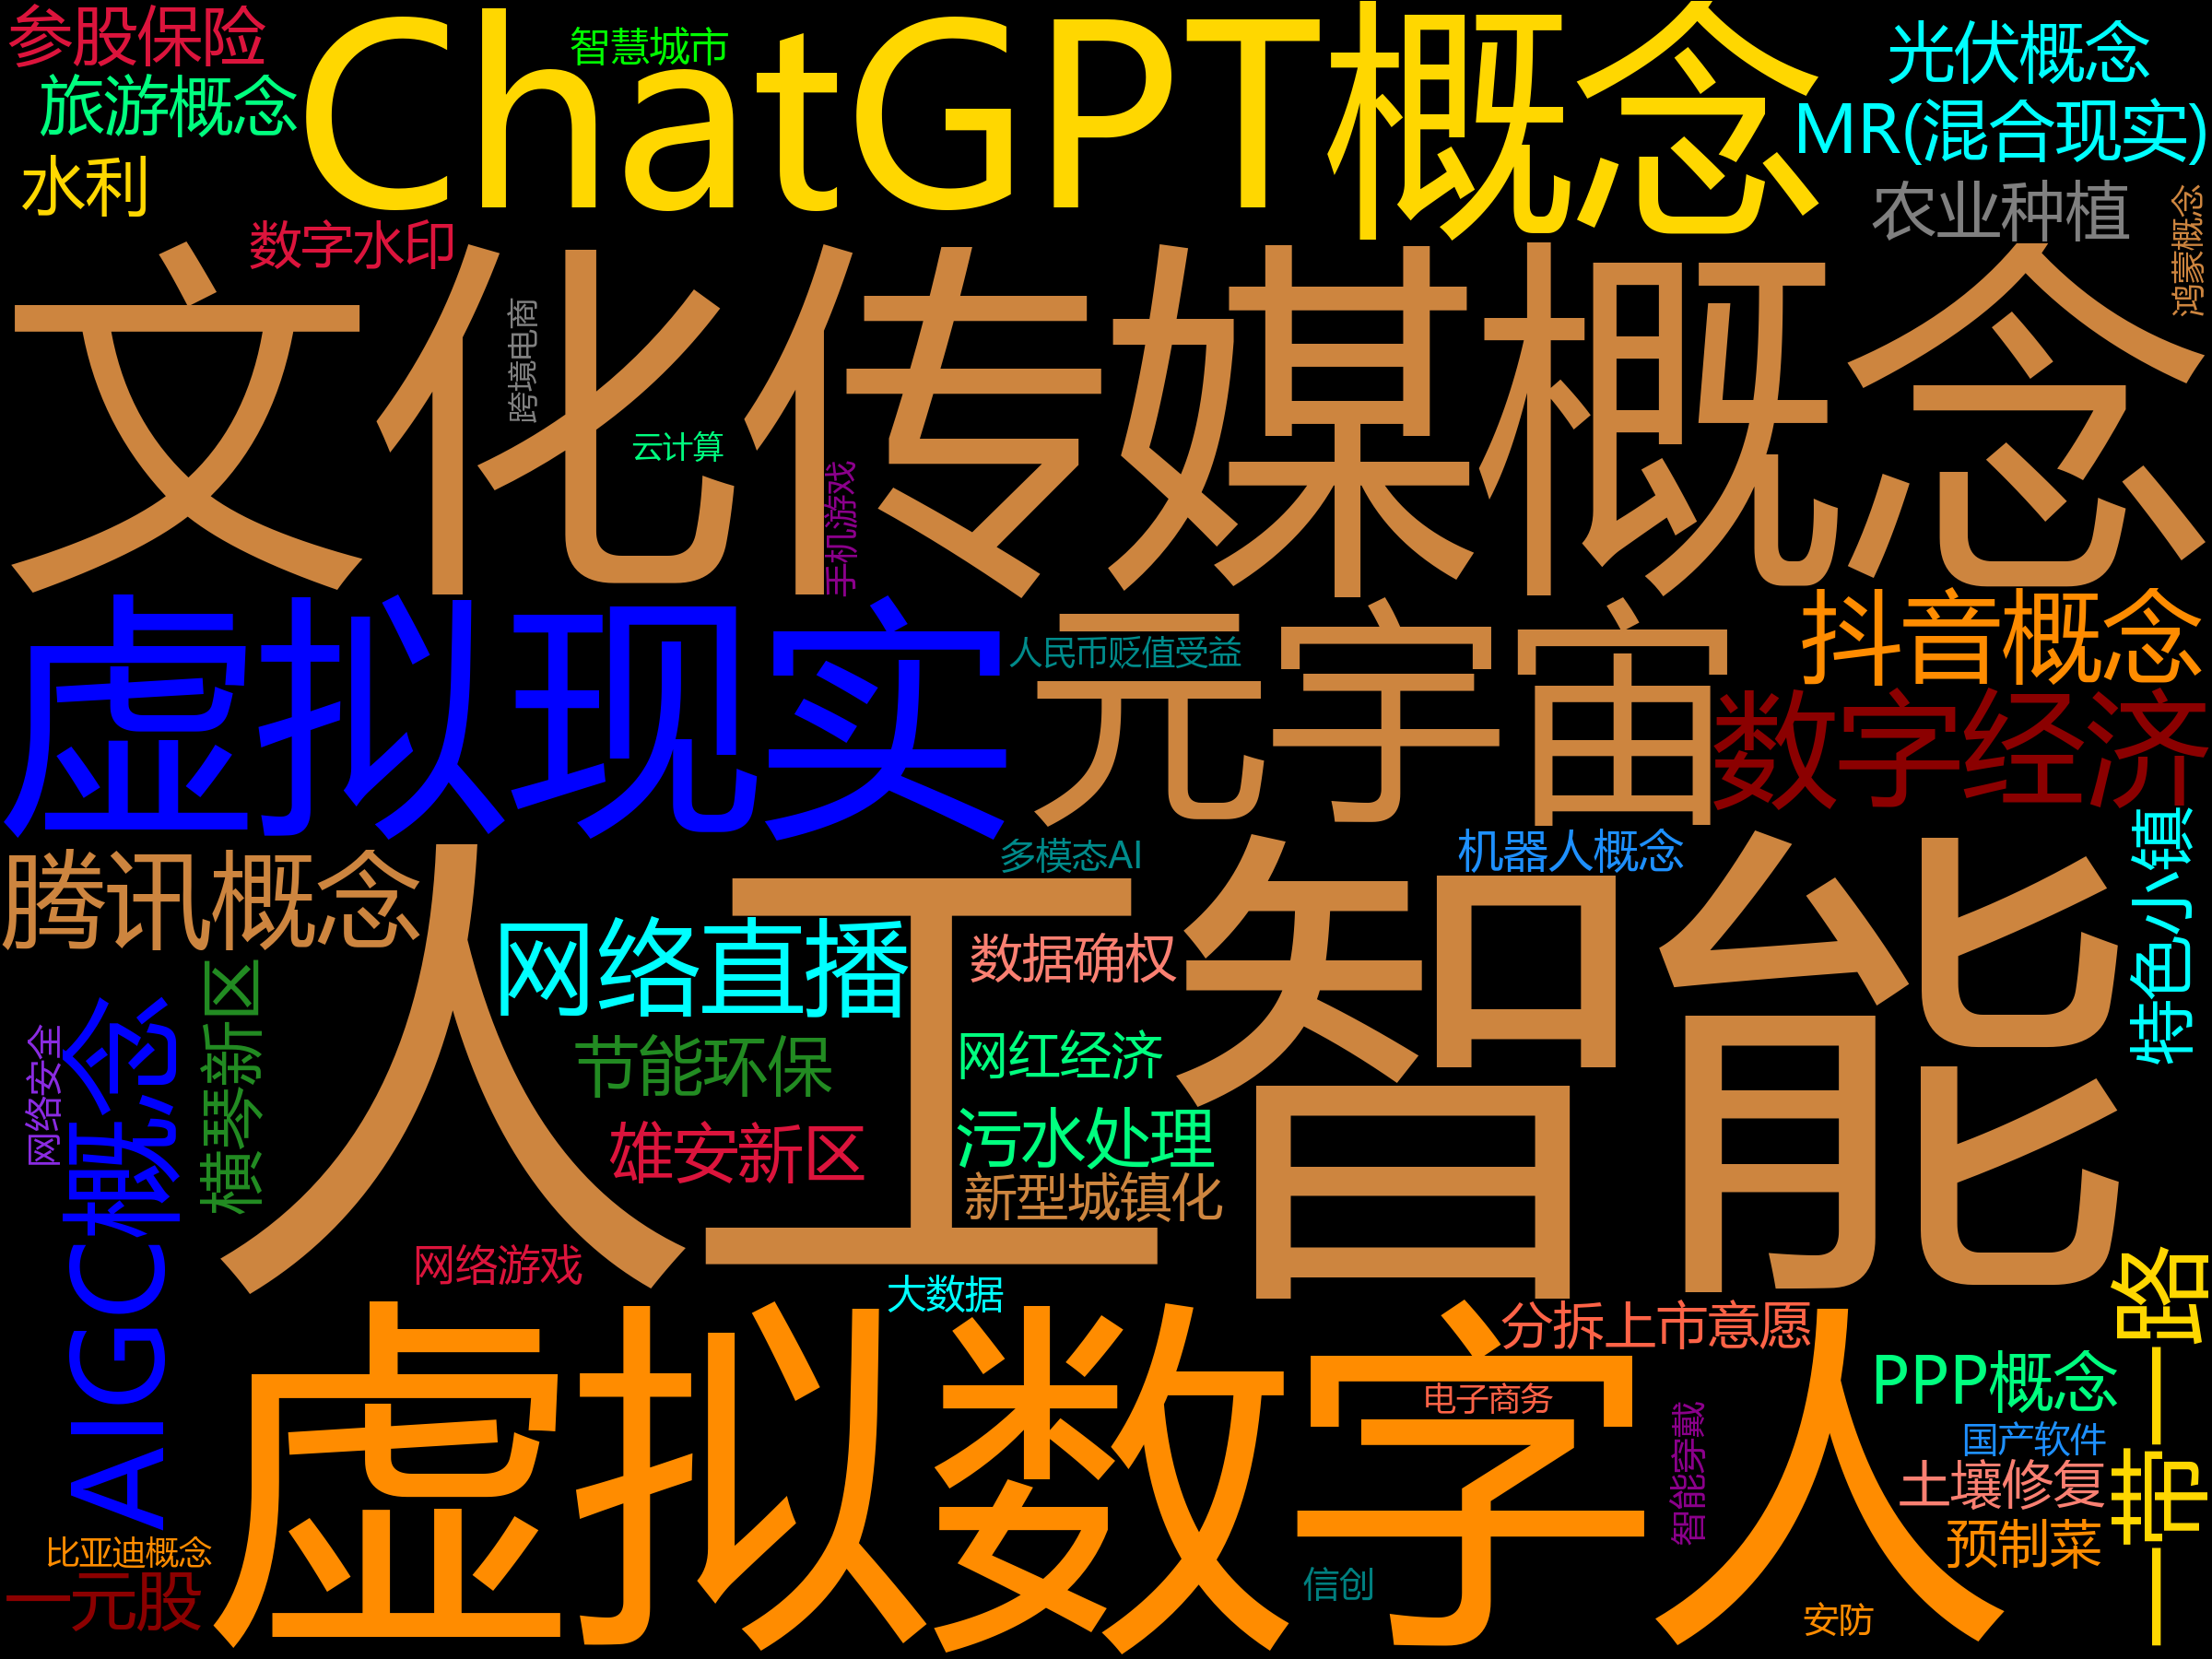 参股保险
ChatGPT概念
智慧城市
光伏概念
旅游概念
MR(混合现实)
水利
农业种植
鸿蒙概念
数字水印
文化传媒概念
跨境电商
云计算
手机游戏
虚拟现实
元宇宙
人民币贬值受益
抖音概念
数字经济
特色小镇
多模态AI
机器人概念
腾讯概念
人工智能
网络直播
数据确权
横琴新区
网络安全
AIGC概念
节能环保
网红经济
雄安新区
污水处理
新型城镇化
网络游戏
大数据
一带一路
虚拟数字人
分拆上市意愿
PPP概念
电子商务
智能穿戴
国产软件
土壤修复
预制菜
比亚迪概念
一元股
信创
安防